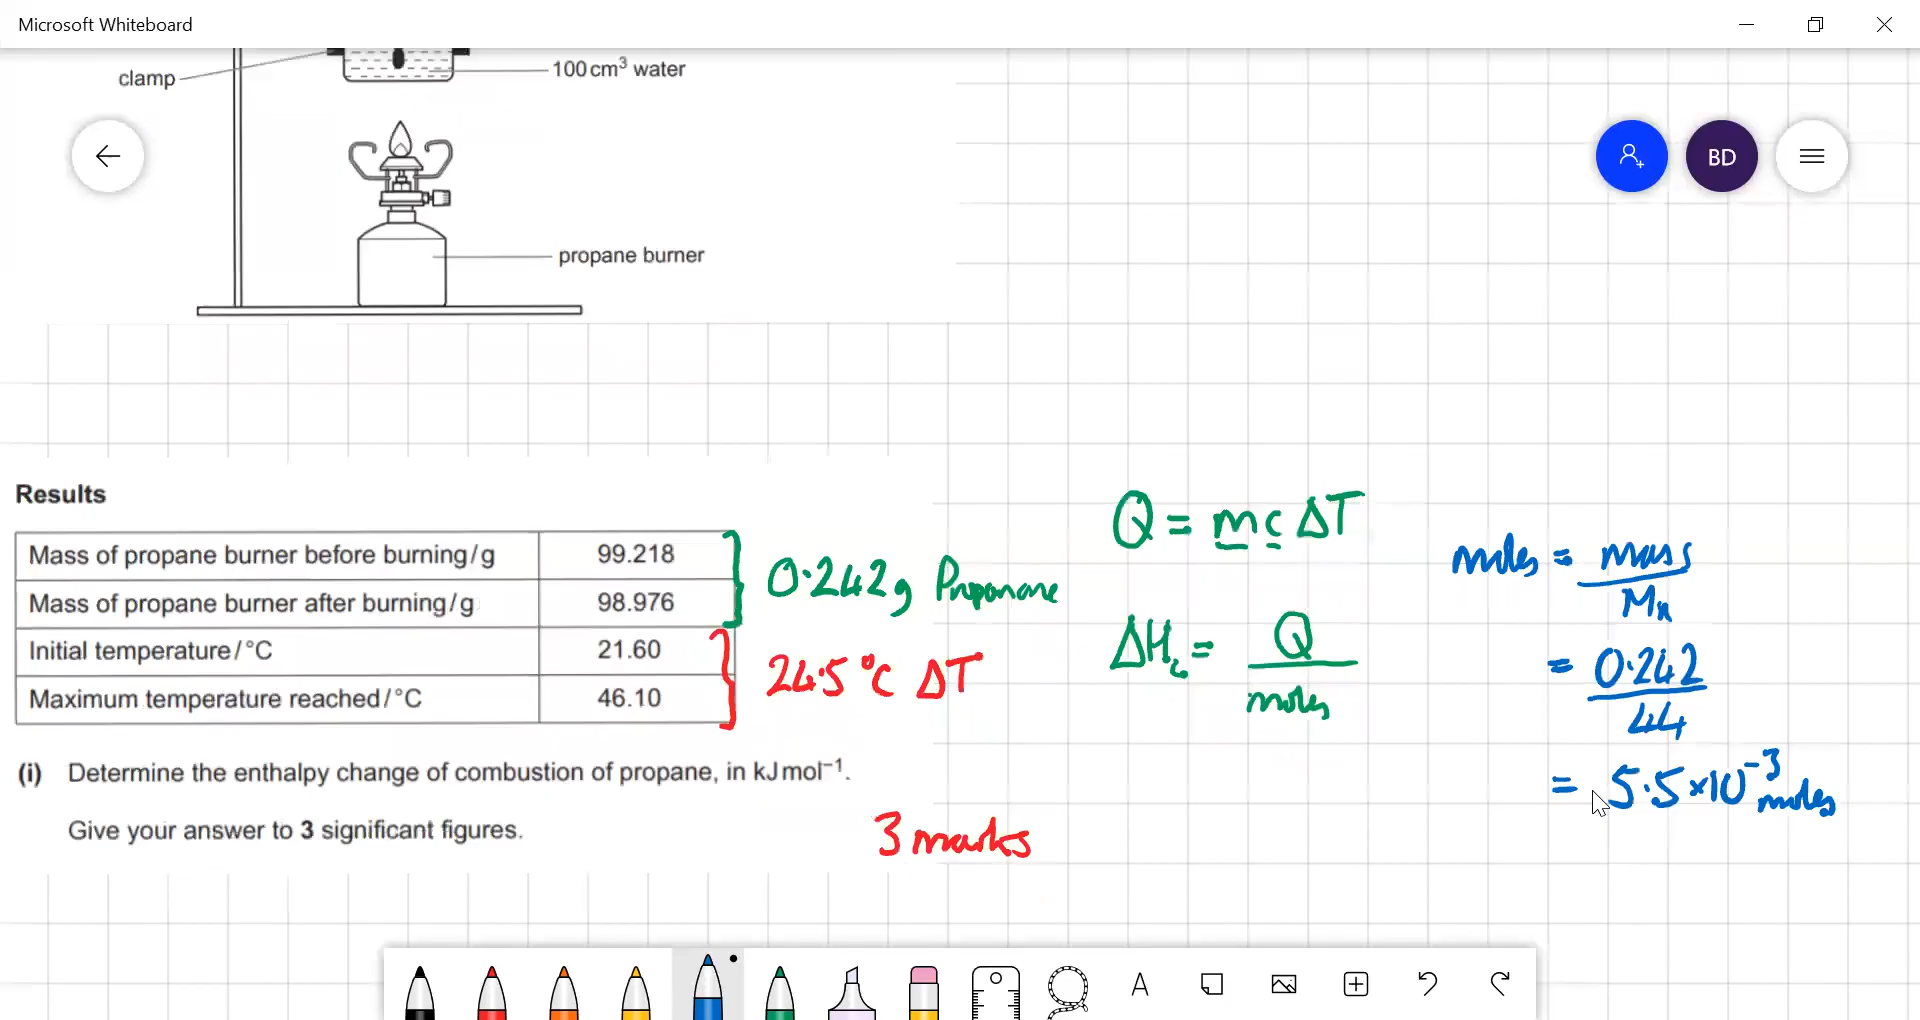 Microsoft Whiteboard
clamp
100 cm³ water
BD
propane burner
Results
Mass of propane burner before burning/g 99.218
Mass of propane burner after burning/g 98.976
Initial temperature/°C 21.60
Maximum temperature reached/°C 46.10
0.242g Propanone
24.5°C ΔT
(i) Determine the enthalpy change of combustion of propane, in kJ mol⁻¹.
Give your answer to 3 significant figures.
3 marks
Q = mcΔT
ΔHc = Q
moles
moles = mass
Mr
= 0.242
44
= 5.5×10⁻³ moles
A